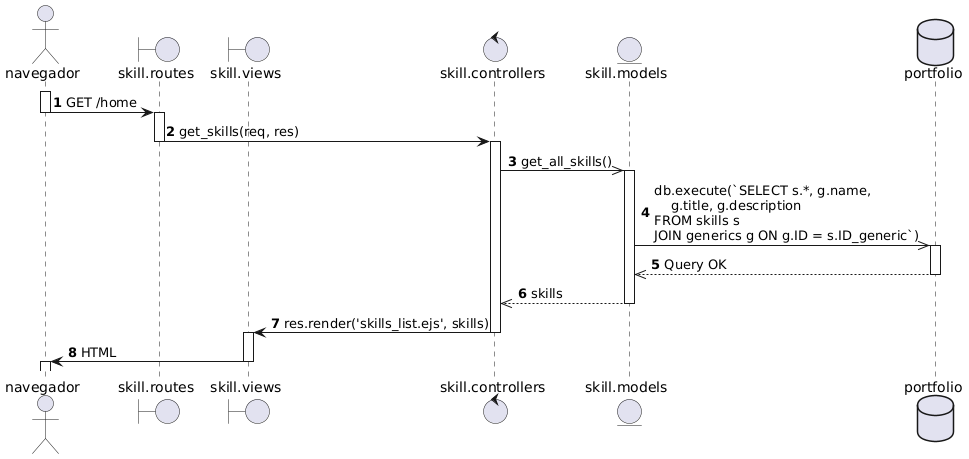 navegador
skill.routes
skill.views
skill.controllers
skill.models
portfolio
1 GET /home
2 get_skills(req, res)
3 get_all_skills()
4 db.execute(`SELECT s.*, g.name,
g.title, g.description
FROM skills s
JOIN generics g ON g.ID = s.ID_generic`)
5 Query OK
6 skills
7 res.render('skills_list.ejs', skills)
8 HTML
navegador
skill.routes
skill.views
skill.controllers
skill.models
portfolio